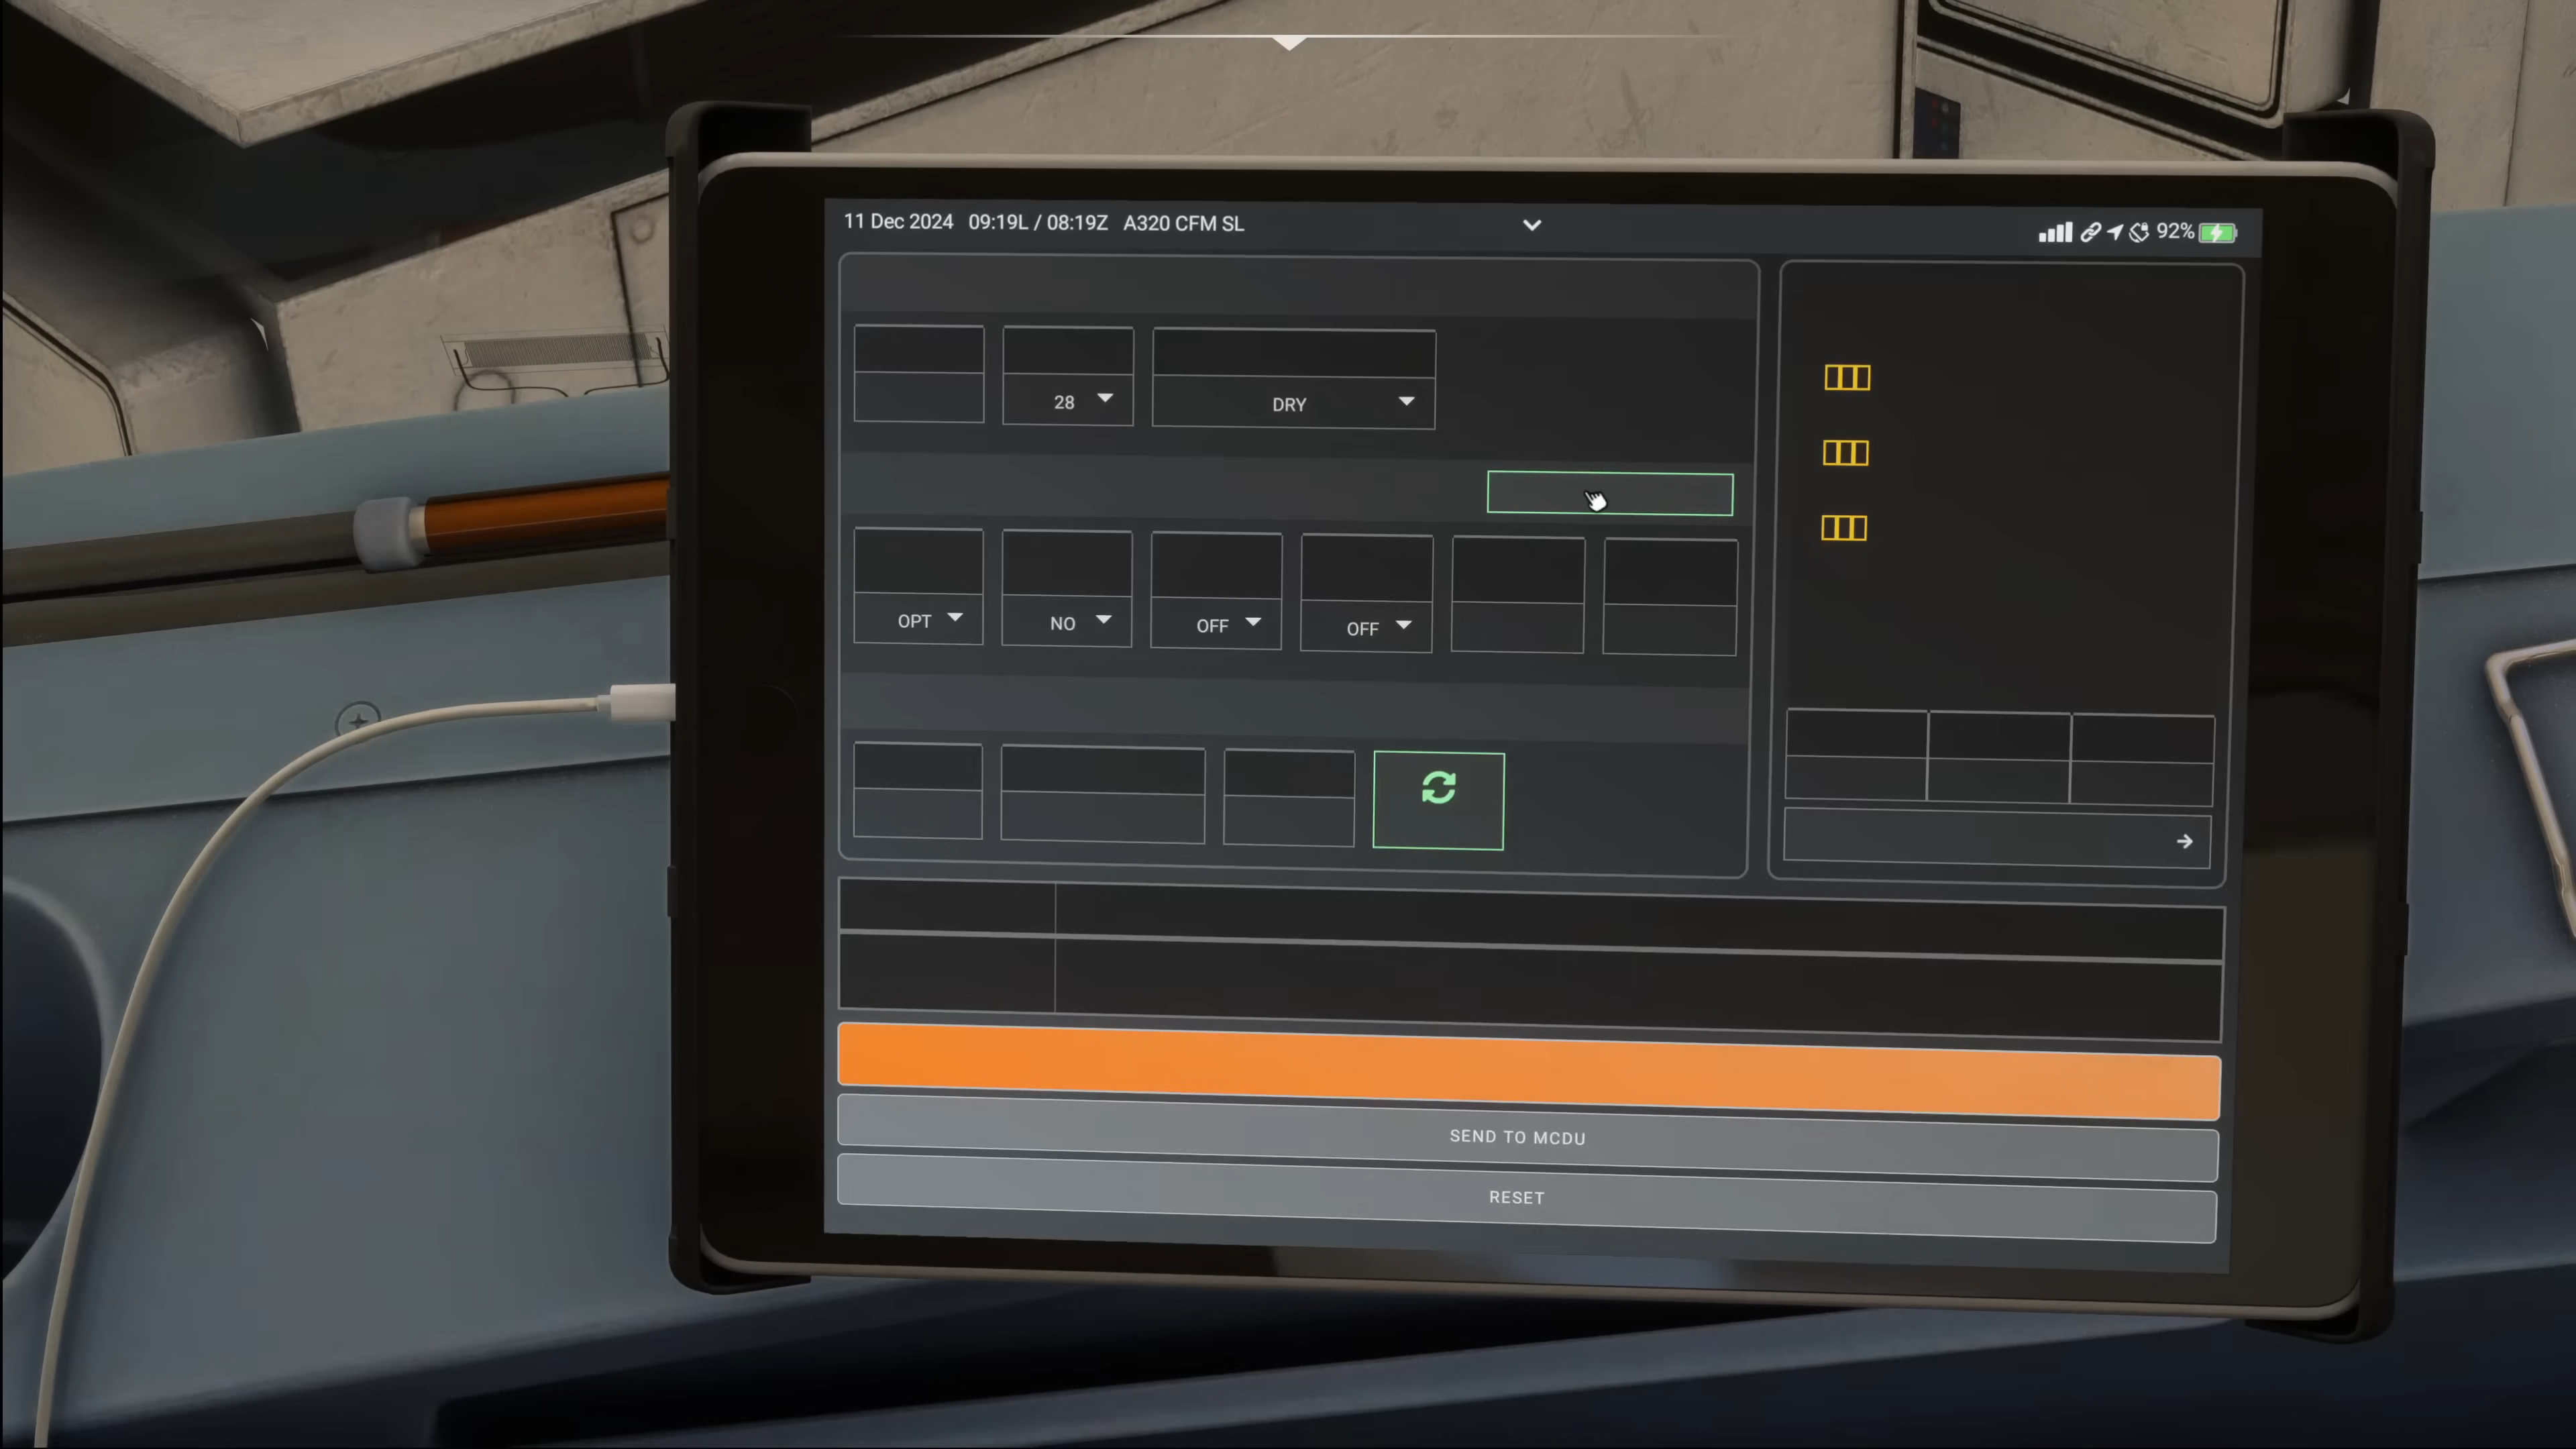 11 Dec 2024 09:19L / 08:19Z A320 CFM SL
92%
28
DRY
OPT
NO
OFF
OFF
SEND TO MCDU
RESET